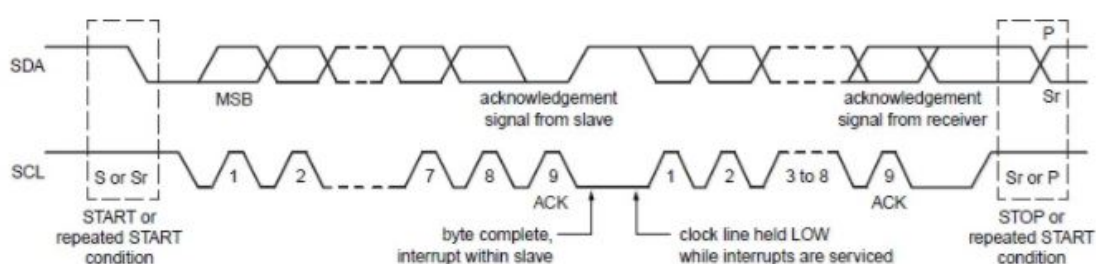 P
SDA
MSB
acknowledgement
signal from slave
acknowledgement
signal from receiver
Sr
SCL
S or Sr
1
2
7
8
9
1
2
3 to 8
9
Sr or P
ACK
ACK
START or
repeated START
condition
byte complete,
interrupt within slave
clock line held LOW
while interrupts are serviced
STOP or
repeated START
condition